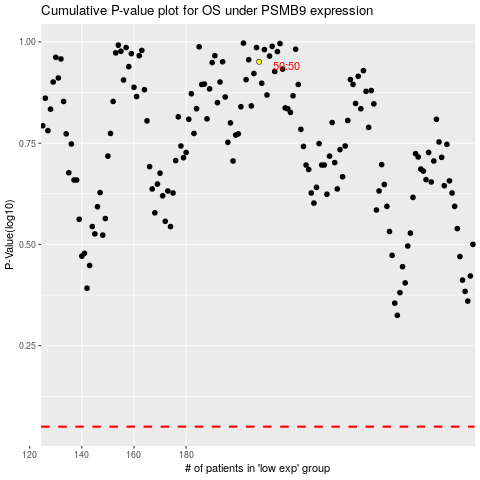 Cumulative P-value plot for OS under PSMB9 expression
P-Value(log10)
1.00
0.75
0.50
0.25
50:50
120 140 160 180
# of patients in 'low exp' group